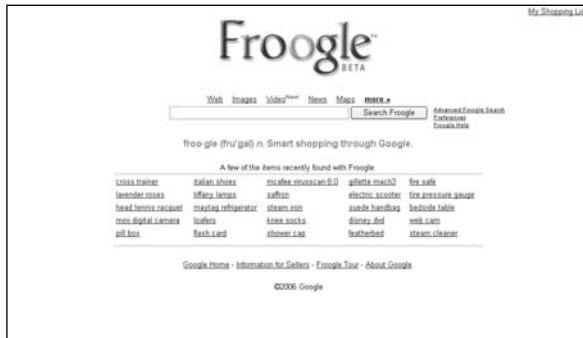 My Shopping Lis
Froogle™
BETA
Web Images Video New! News Maps more »
Search Froogle
Advanced Froogle Search
Preferences
Froogle Help
froo·gle (fru'gal) n. Smart shopping through Google.
A few of the items recently found with Froogle:
cross trainer italian shoes mcafee virusscan 8.0 gillette mach3 fire safe
lavender roses tiffany lamps saffron electric scooter tire pressure gauge
head tennis racquet maytag refrigerator steam iron suede handbag bedside table
mini digital camera loafers knee socks disney dvd web cam
pill box flash card shower cap featherbed steam cleaner
Google Home - Information for Sellers - Froogle Tour - About Google
©2006 Google